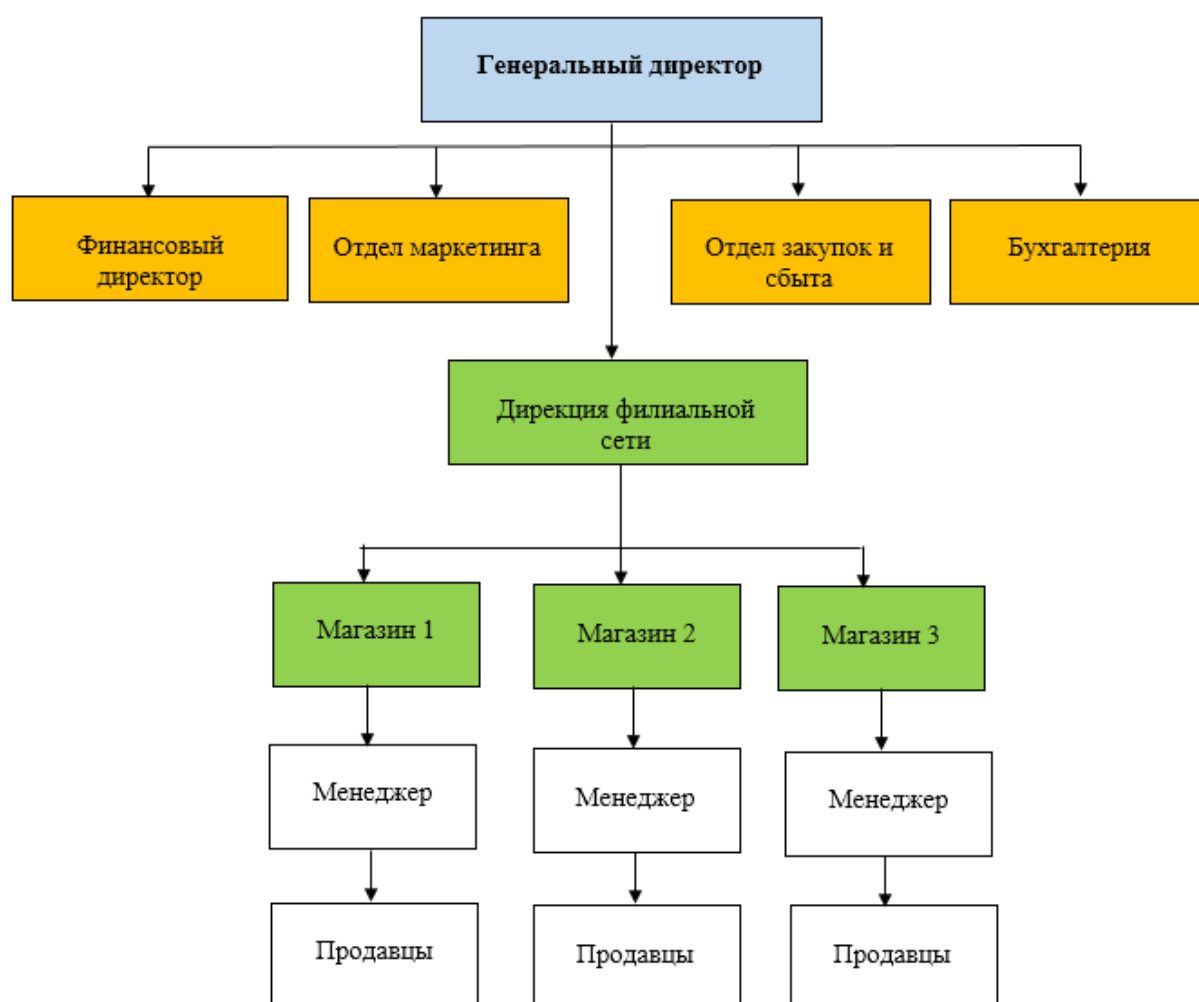 Генеральный директор
Финансовый
директор
Отдел маркетинга
Отдел закупок и
сбыта
Бухгалтерия
Дирекция филиальной
сети
Магазин 1
Магазин 2
Магазин 3
Менеджер
Менеджер
Менеджер
Продавцы
Продавцы
Продавцы